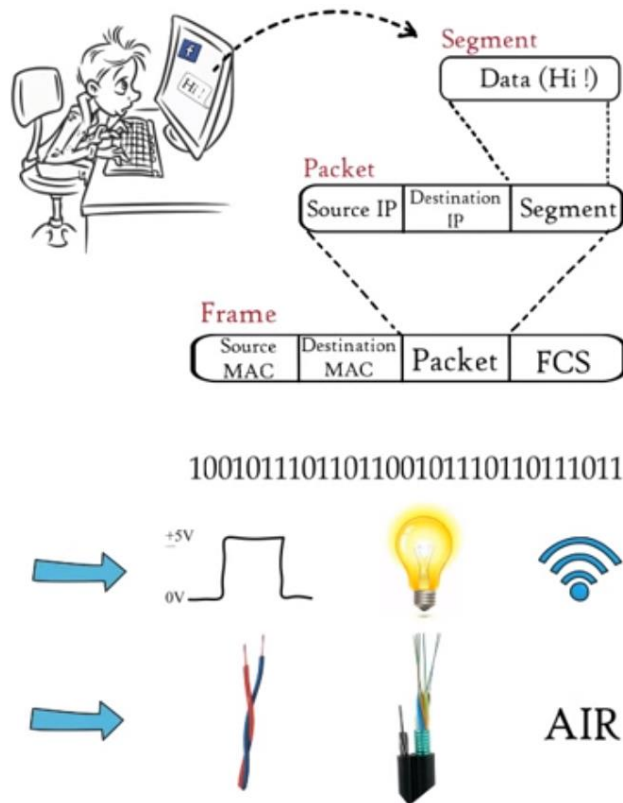 f
Hi !
Segment
Data (Hi !)
Packet
Source IP
Destination
IP
Segment
Frame
Source
MAC
Destination
MAC
Packet
FCS
1001011101101100101110110111011
+5V
0V
AIR